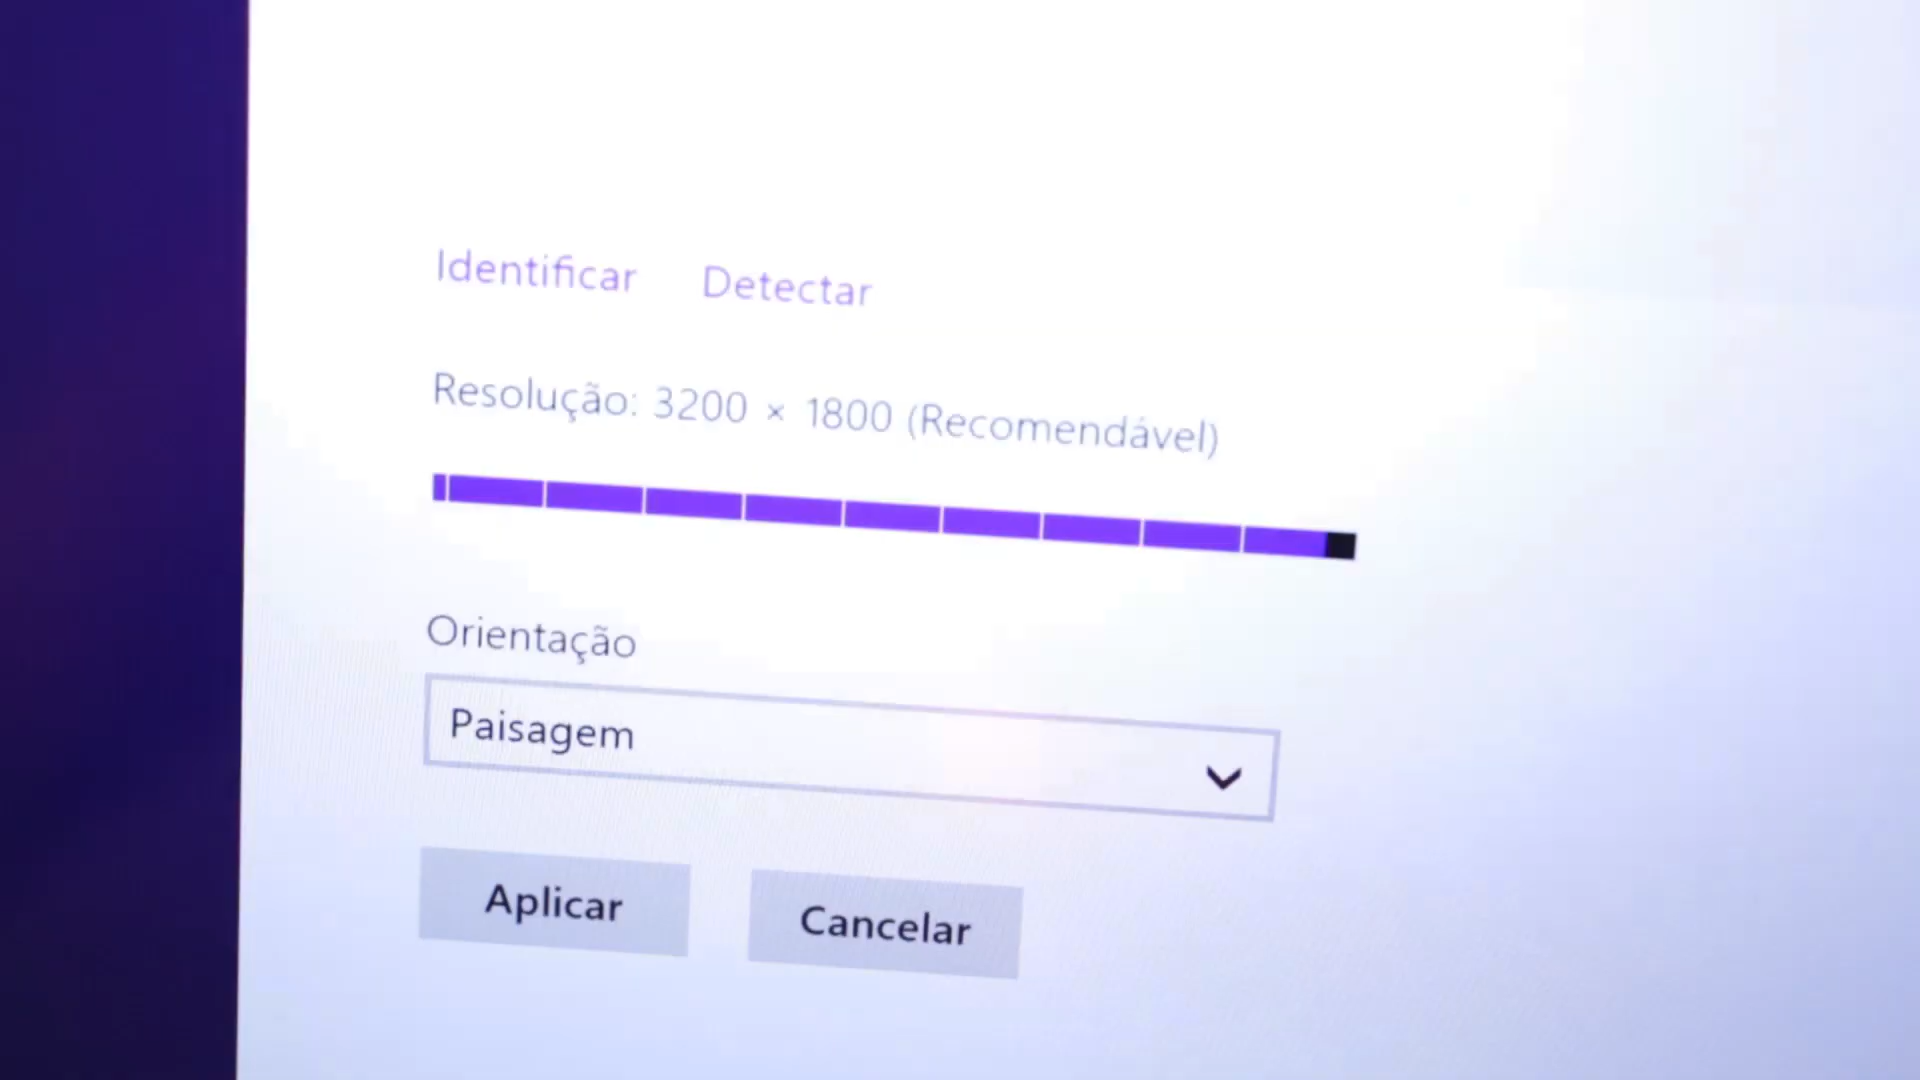 Identificar Detectar
Resolução: 3200 × 1800 (Recomendável)
Orientação
Paisagem
Aplicar Cancelar